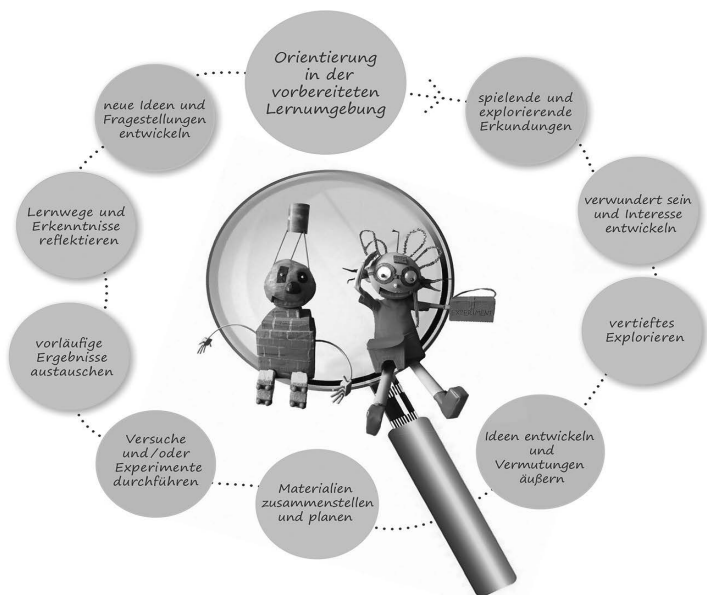 Orientierung
in der
vorbereiteten
Lernumgebung
spielende und
explorierende
Erkundungen
verwundert sein
und Interesse
entwickeln
vertieftes
Explorieren
Ideen entwickeln
und
Vermutungen
äußern
Materialien
zusammenstellen
und planen
Versuche
und/oder
Experimente
durchführen
vorläufige
Ergebnisse
austauschen
Lernwege und
Erkenntnisse
reflektieren
neue Ideen und
Fragestellungen
entwickeln